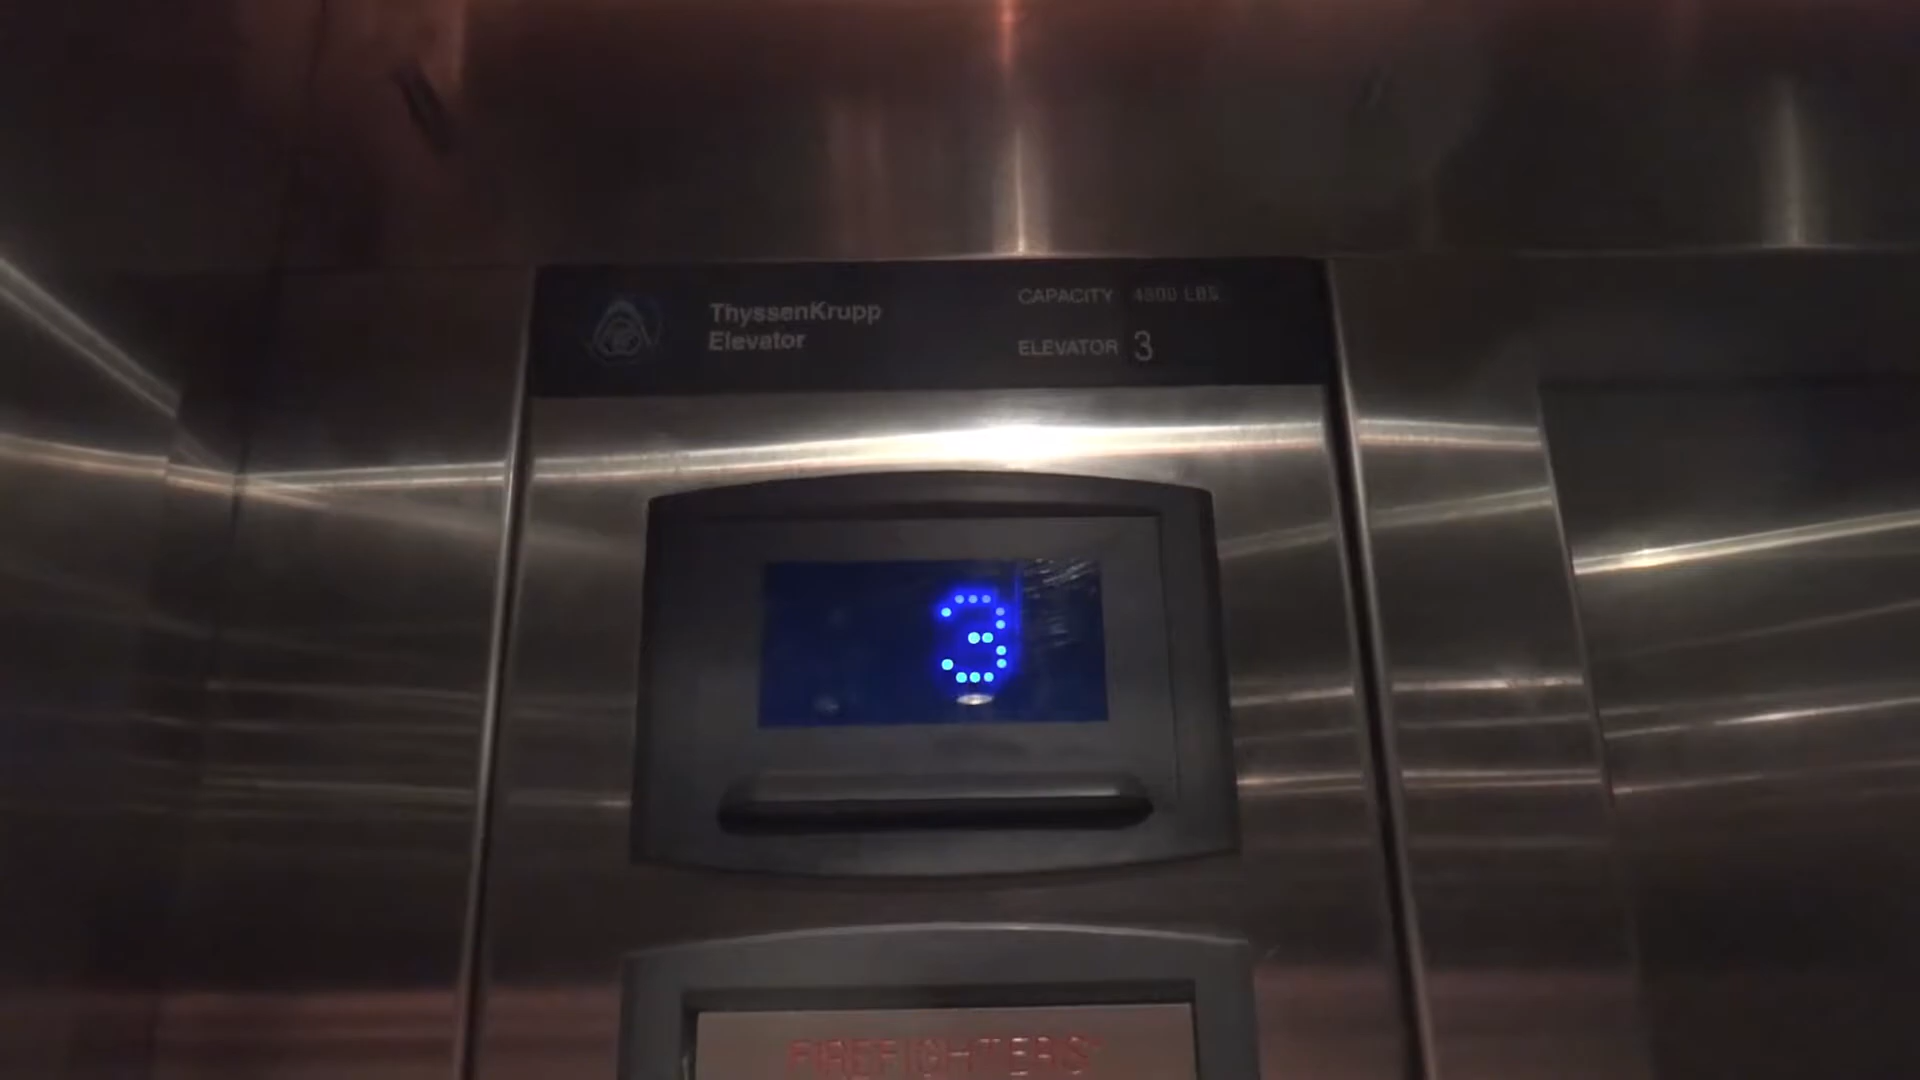 ThyssenKrupp
Elevator
CAPACITY 4500 LBS
ELEVATOR 3
3
FIREFIGHTERS'